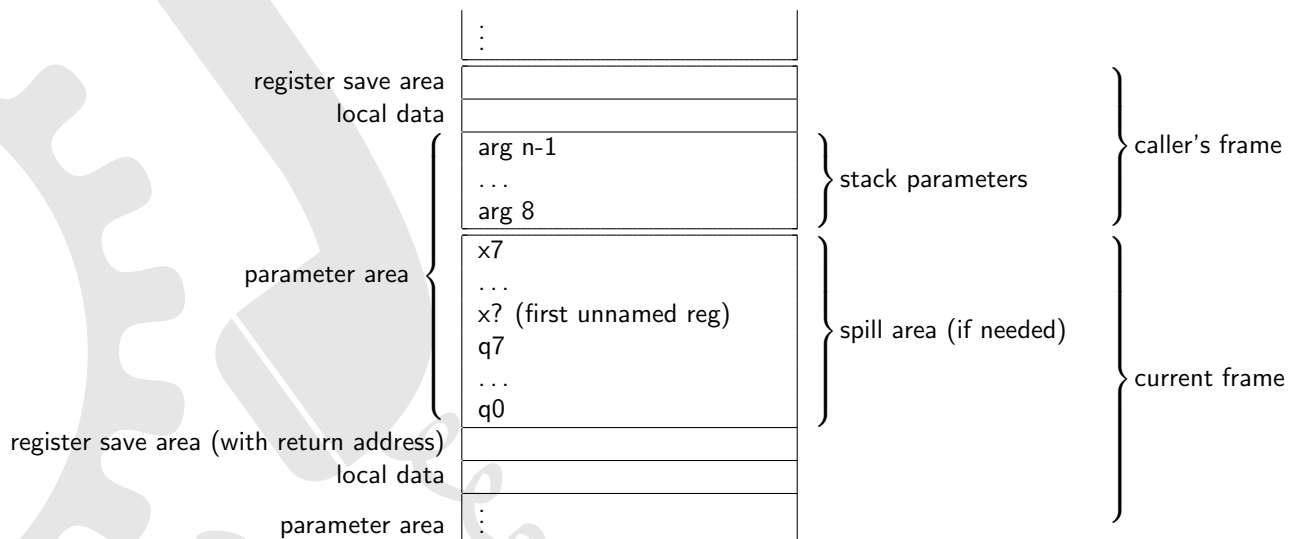 ⋮
register save area
local data
arg n-1
. . .
arg 8
stack parameters
caller's frame
parameter area
x7
. . .
x? (first unnamed reg)
q7
. . .
q0
spill area (if needed)
current frame
register save area (with return address)
local data
parameter area
⋮